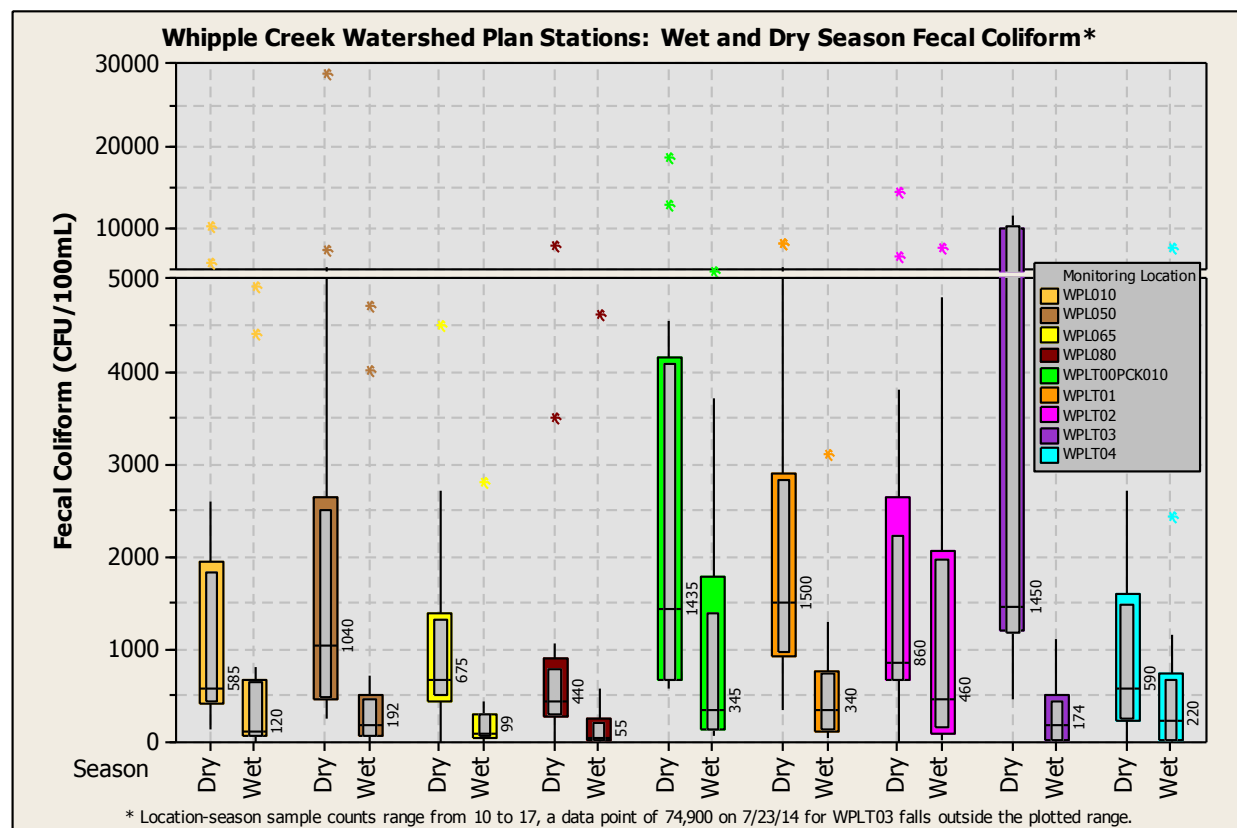 Whipple Creek Watershed Plan Stations: Wet and Dry Season Fecal Coliform*
Fecal Coliform (CFU/100mL)
30000
20000
10000
5000
4000
3000
2000
1000
0
Monitoring Location
WPL010
WPL050
WPL065
WPL080
WPLT00PCK010
WPLT01
WPLT02
WPLT03
WPLT04
585
120
1040
192
675
99
440
55
1435
345
1500
340
860
460
1450
174
590
220
Season
Dry
Wet
Dry
Wet
Dry
Wet
Dry
Wet
Dry
Wet
Dry
Wet
Dry
Wet
Dry
Wet
Dry
Wet
* Location-season sample counts range from 10 to 17, a data point of 74,900 on 7/23/14 for WPLT03 falls outside the plotted range.